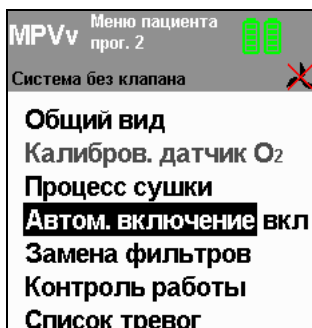 MPVv Меню пациента
прог. 2
Система без клапана
Общий вид
Калибров. датчик O2
Процесс сушки
Автом. включение вкл
Замена фильтров
Контроль работы
Список тревог